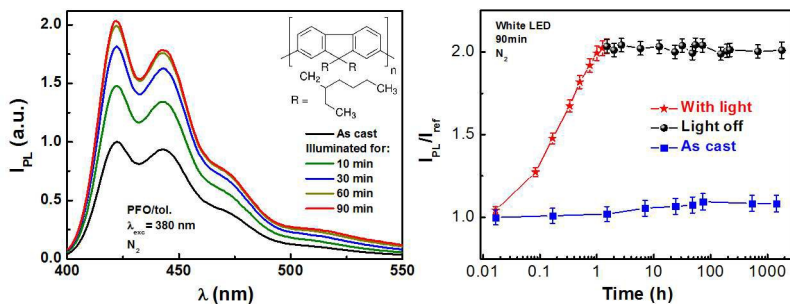 2.0
1.5
1.0
0.5
0.0
I_PL (a.u.)
400
450
500
550
λ (nm)
n
R R
CH₂
R =
CH₃
As cast
Illuminated for:
10 min
30 min
60 min
90 min
PFO/tol.
λ_exc= 380 nm
N₂
White LED
90min
N₂
2.0
1.5
1.0
I_PL/I_ref
With light
Light off
As cast
0.01
0.1
1
10
100
1000
Time (h)